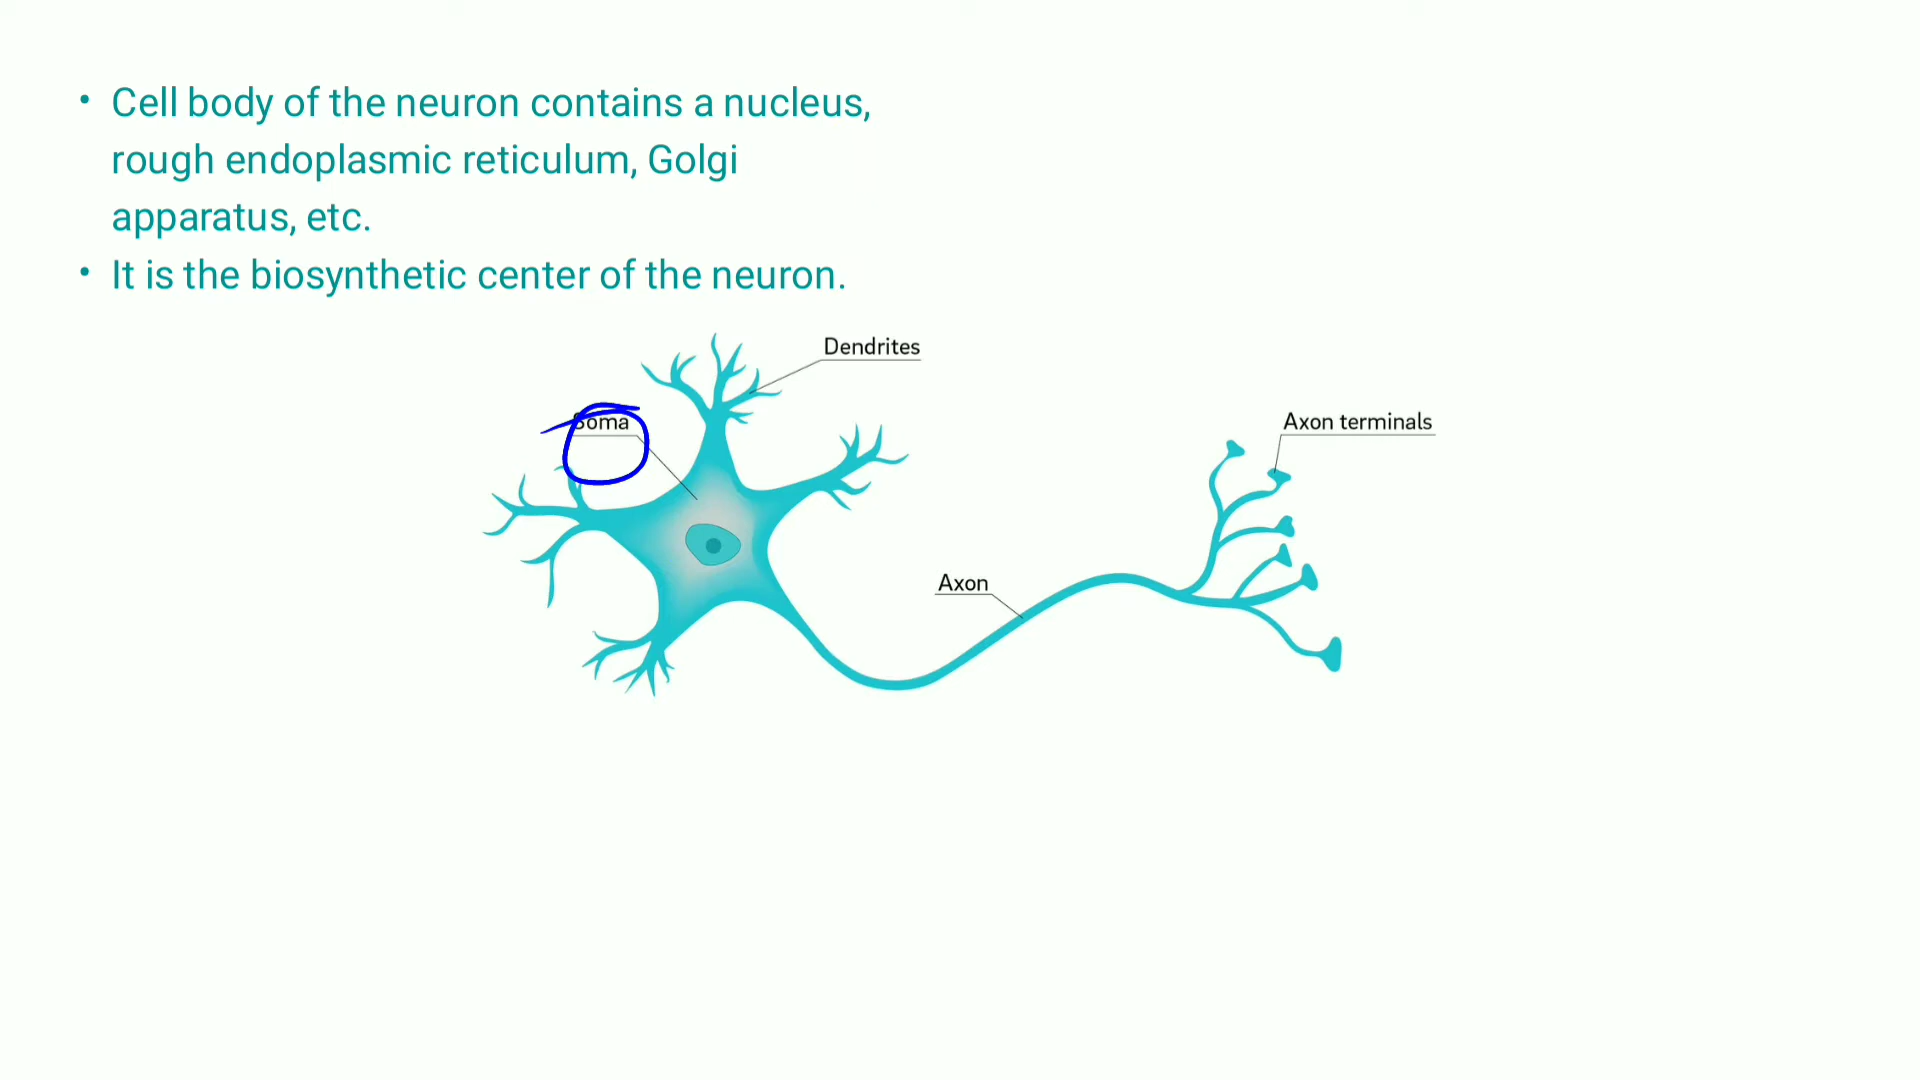 • Cell body of the neuron contains a nucleus,
rough endoplasmic reticulum, Golgi
apparatus, etc.
• It is the biosynthetic center of the neuron.
Dendrites
Soma
Axon terminals
Axon